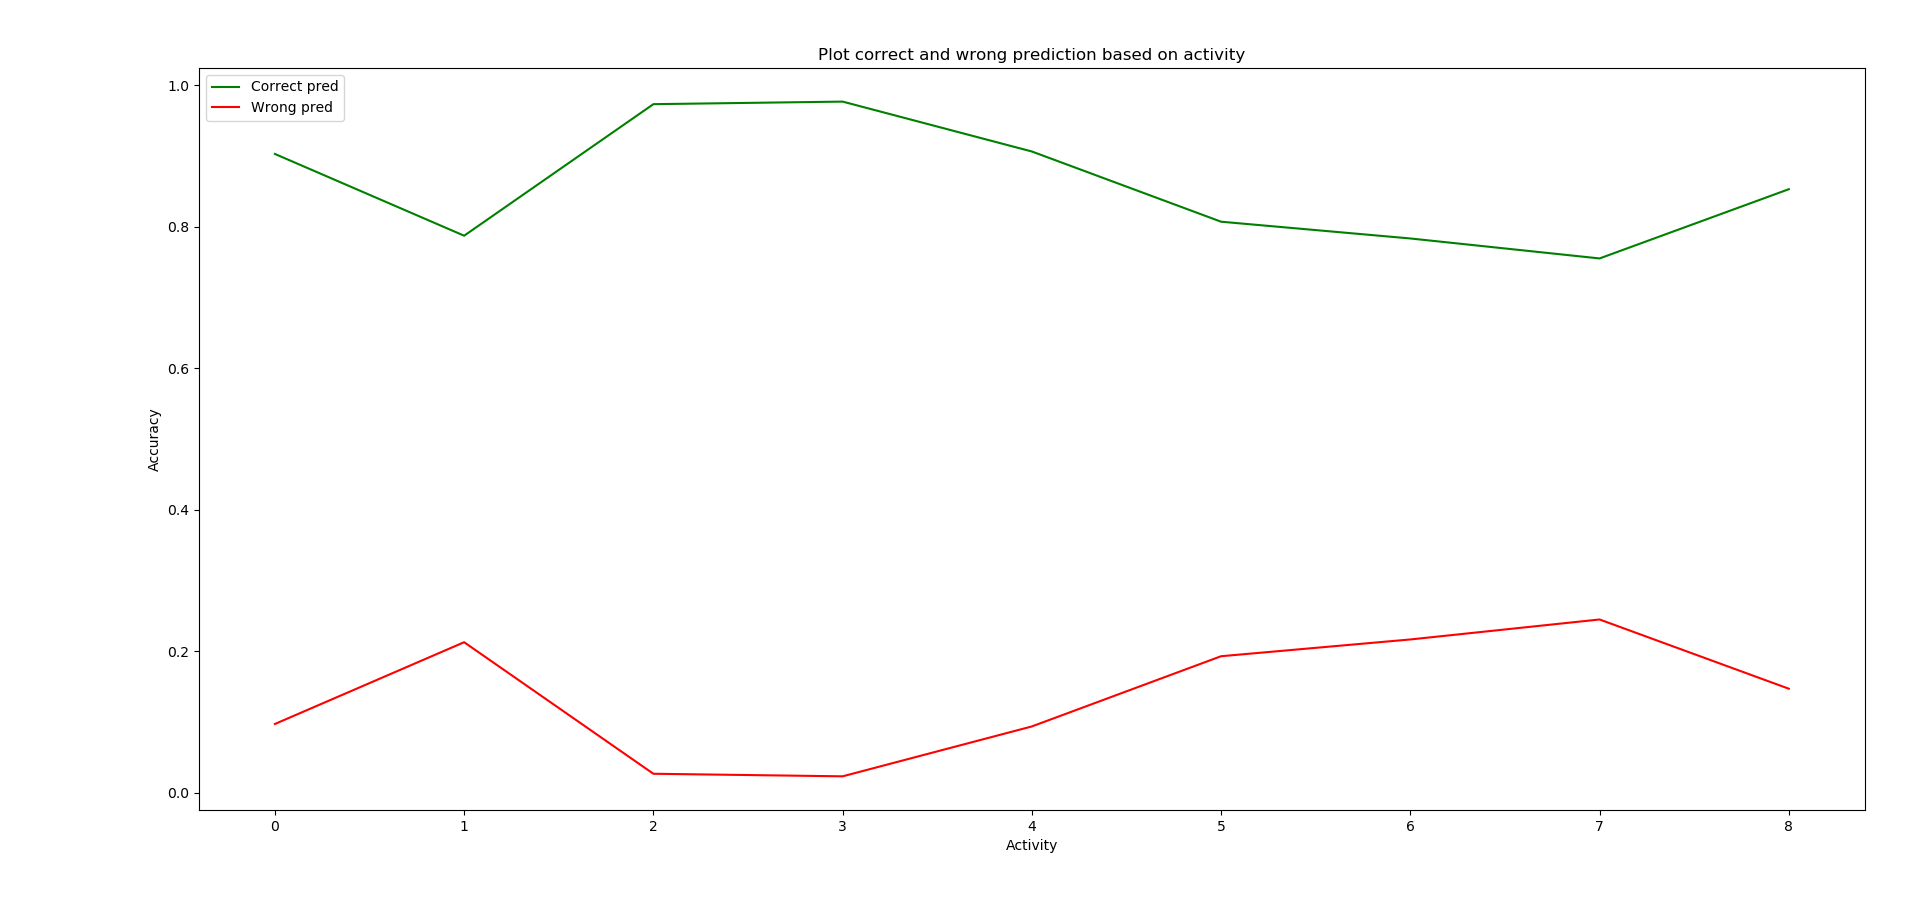 Plot correct and wrong prediction based on activity
Correct pred
Wrong pred
1.0
0.8
0.6
0.4
0.2
0.0
Accuracy
0 1 2 3 4 5 6 7 8
Activity